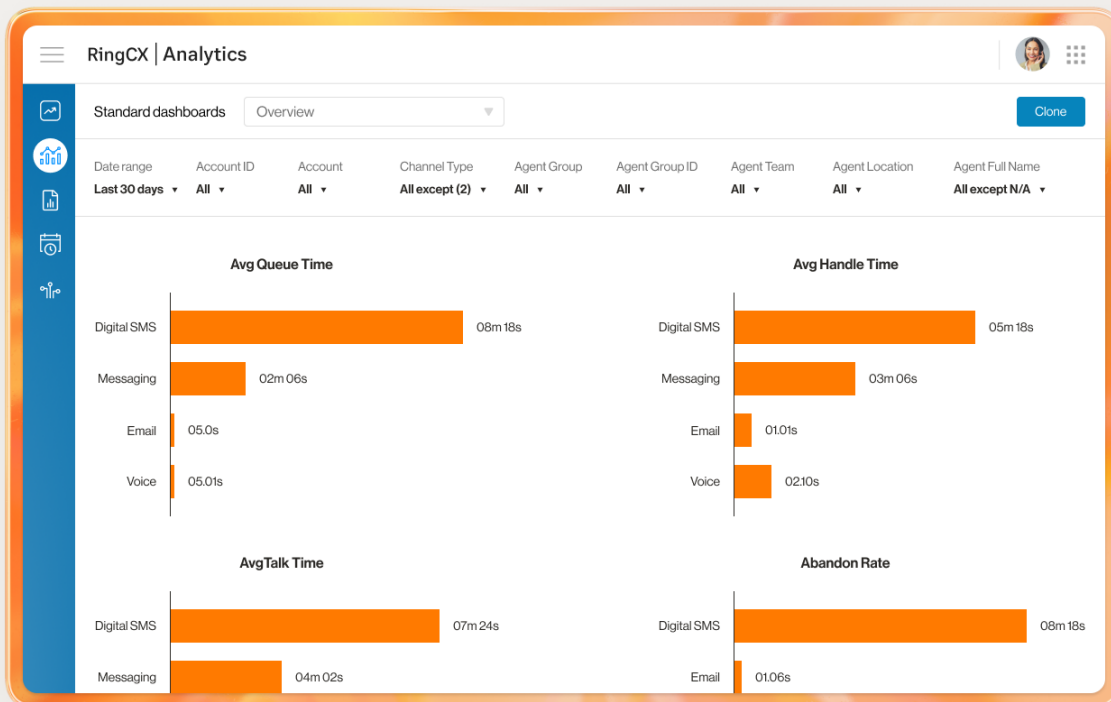 RingCX | Analytics
Standard dashboards Overview Clone
Date range Account ID Account Channel Type Agent Group Agent Group ID Agent Team Agent Location Agent Full Name
Last 30 days All All All except (2) All All All All All except N/A
Avg Queue Time
Digital SMS 08m 18s
Messaging 02m 06s
Email 05.0s
Voice 05.01s
Avg Handle Time
Digital SMS 05m 18s
Messaging 03m 06s
Email 01.01s
Voice 02.10s
AvgTalk Time
Digital SMS 07m 24s
Messaging 04m 02s
Abandon Rate
Digital SMS 08m 18s
Email 01.06s